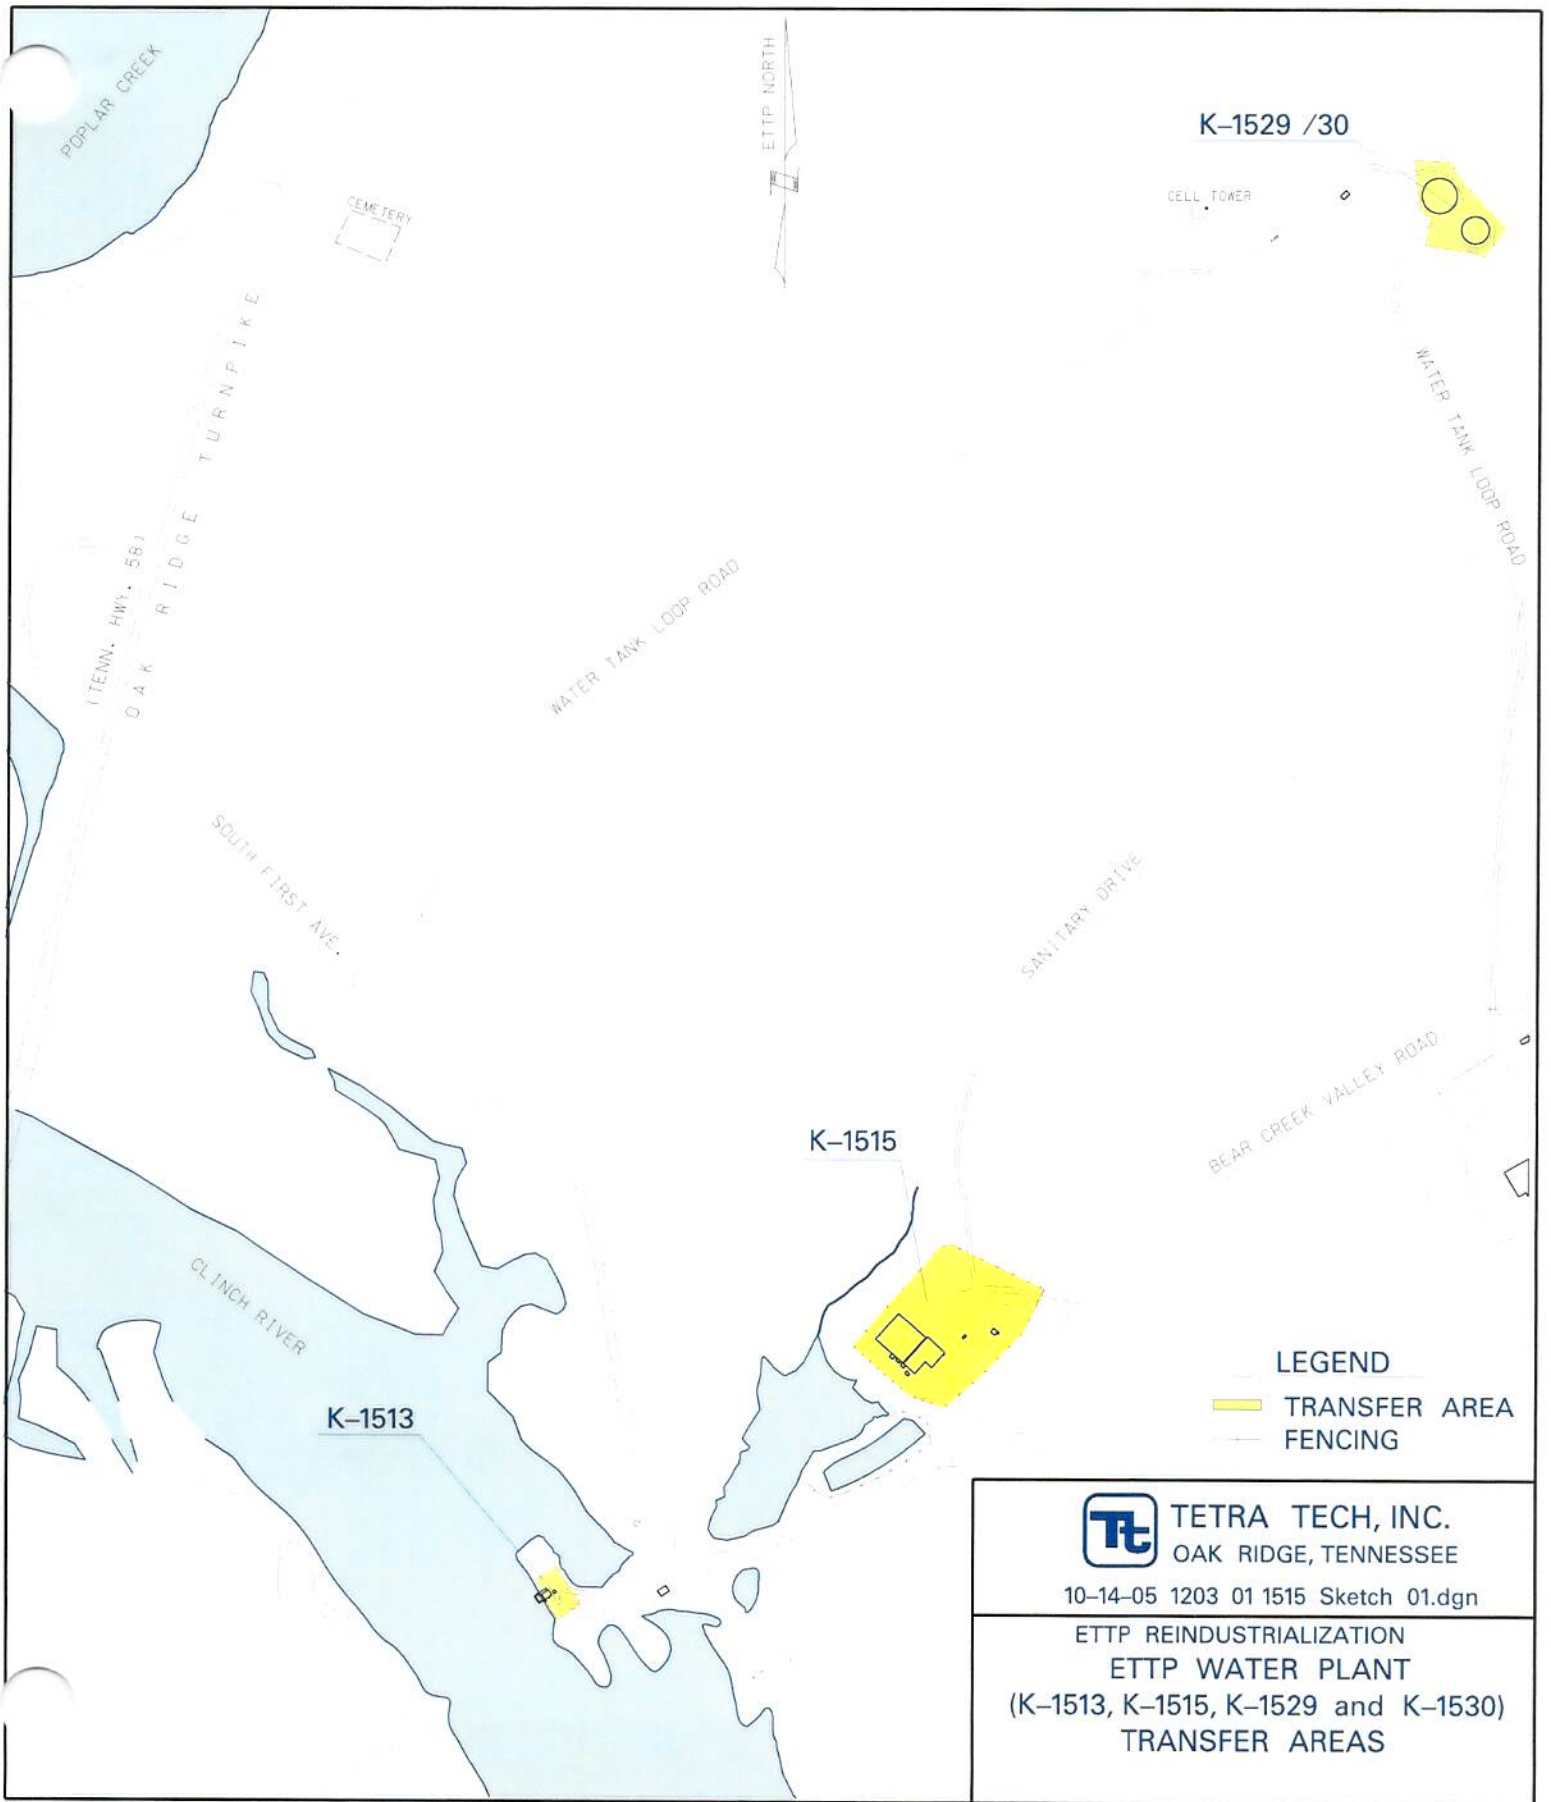 POPLAR CREEK
ETTP NORTH
K-1529 /30
CEMETERY
CELL TOWER
OAK RIDGE TURNPIKE
(TENN. HWY. 58)
WATER TANK LOOP ROAD
WATER TANK LOOP ROAD
SOUTH FIRST AVE.
SANITARY DRIVE
BEAR CREEK VALLEY ROAD
K-1515
CLINCH RIVER
K-1513
LEGEND
TRANSFER AREA
FENCING
Tt
TETRA TECH, INC.
OAK RIDGE, TENNESSEE
10-14-05 1203 01 1515 Sketch 01.dgn
ETTP REINDUSTRIALIZATION
ETTP WATER PLANT
(K-1513, K-1515, K-1529 and K-1530)
TRANSFER AREAS